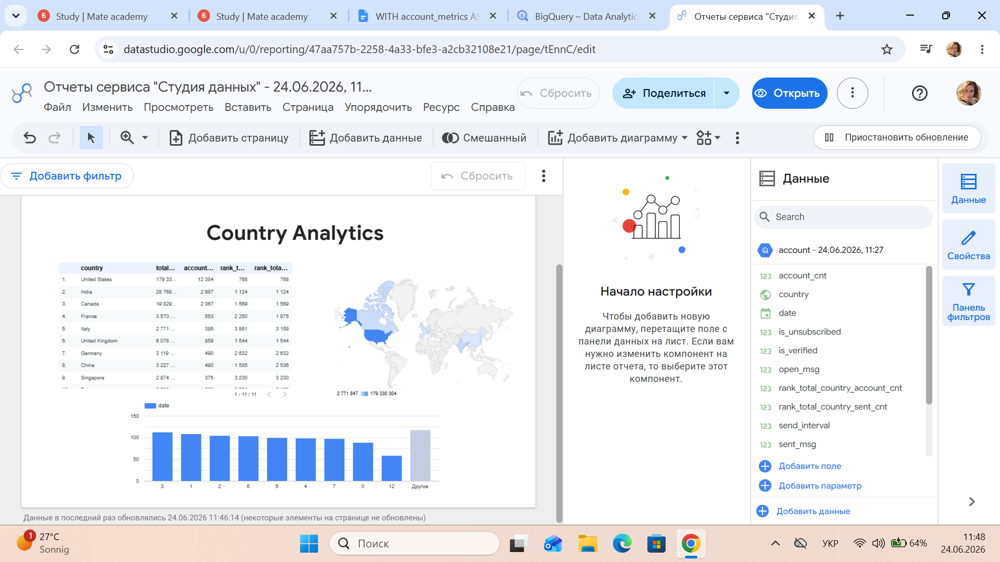 6 Study | Mate academy
6 Study | Mate academy
WITH account_metrics AS
BigQuery – Data Analytics
Отчеты сервиса "Студия
datastudio.google.com/u/0/reporting/47aa757b-2258-4a33-bfe3-a2cb32108e21/page/tEnnC/edit
Отчеты сервиса "Студия данных" - 24.06.2026, 11...
Файл Изменить Просмотреть Вставить Страница Упорядочить Ресурс Справка
Сбросить
Поделиться
Открыть
Добавить страницу
Добавить данные
Смешанный
Добавить диаграмму
Приостановить обновление
Добавить фильтр
Сбросить
Country Analytics
country total... account... rank_t... rank_tota...
1. United States 179 33... 12 384 768 768
2. India 28 768... 2 687 1 124 1 124
3. Canada 19 829... 2 067 1 569 1 569
4. France 3 570 ... 553 2 250 1 875
5. Italy 2 771 ... 386 3 861 3 159
6. United Kingdom 6 078 ... 859 1 544 1 544
7. Germany 3 119 ... 490 2 632 2 632
8. China 3 227 ... 490 1 585 2 536
9. Singapore 2 874 ... 375 3 230 3 230
1 - 11 / 11
2 771 847 179 330 304
date
150
100
50
0
3 1 2 6 5 4 7 0 12 Другое
Данные в последний раз обновлялись 24.06.2026 11:46:14 (некоторые элементы на странице не обновлены)
Начало настройки
Чтобы добавить новую
диаграмму, перетащите поле с
панели данных на лист. Если вам
нужно изменить компонент на
листе отчета, то выберите этот
компонент.
Данные
Search
account - 24.06.2026, 11:27
123 account_cnt
country
date
123 is_unsubscribed
123 is_verified
123 open_msg
123 rank_total_country_account_cnt
123 rank_total_country_sent_cnt
123 send_interval
123 sent_msg
Добавить поле
Добавить параметр
Добавить данные
Данные
Свойства
Панель
фильтров
1
27°C
Sonnig
Поиск
УКР
64%
11:48
24.06.2026